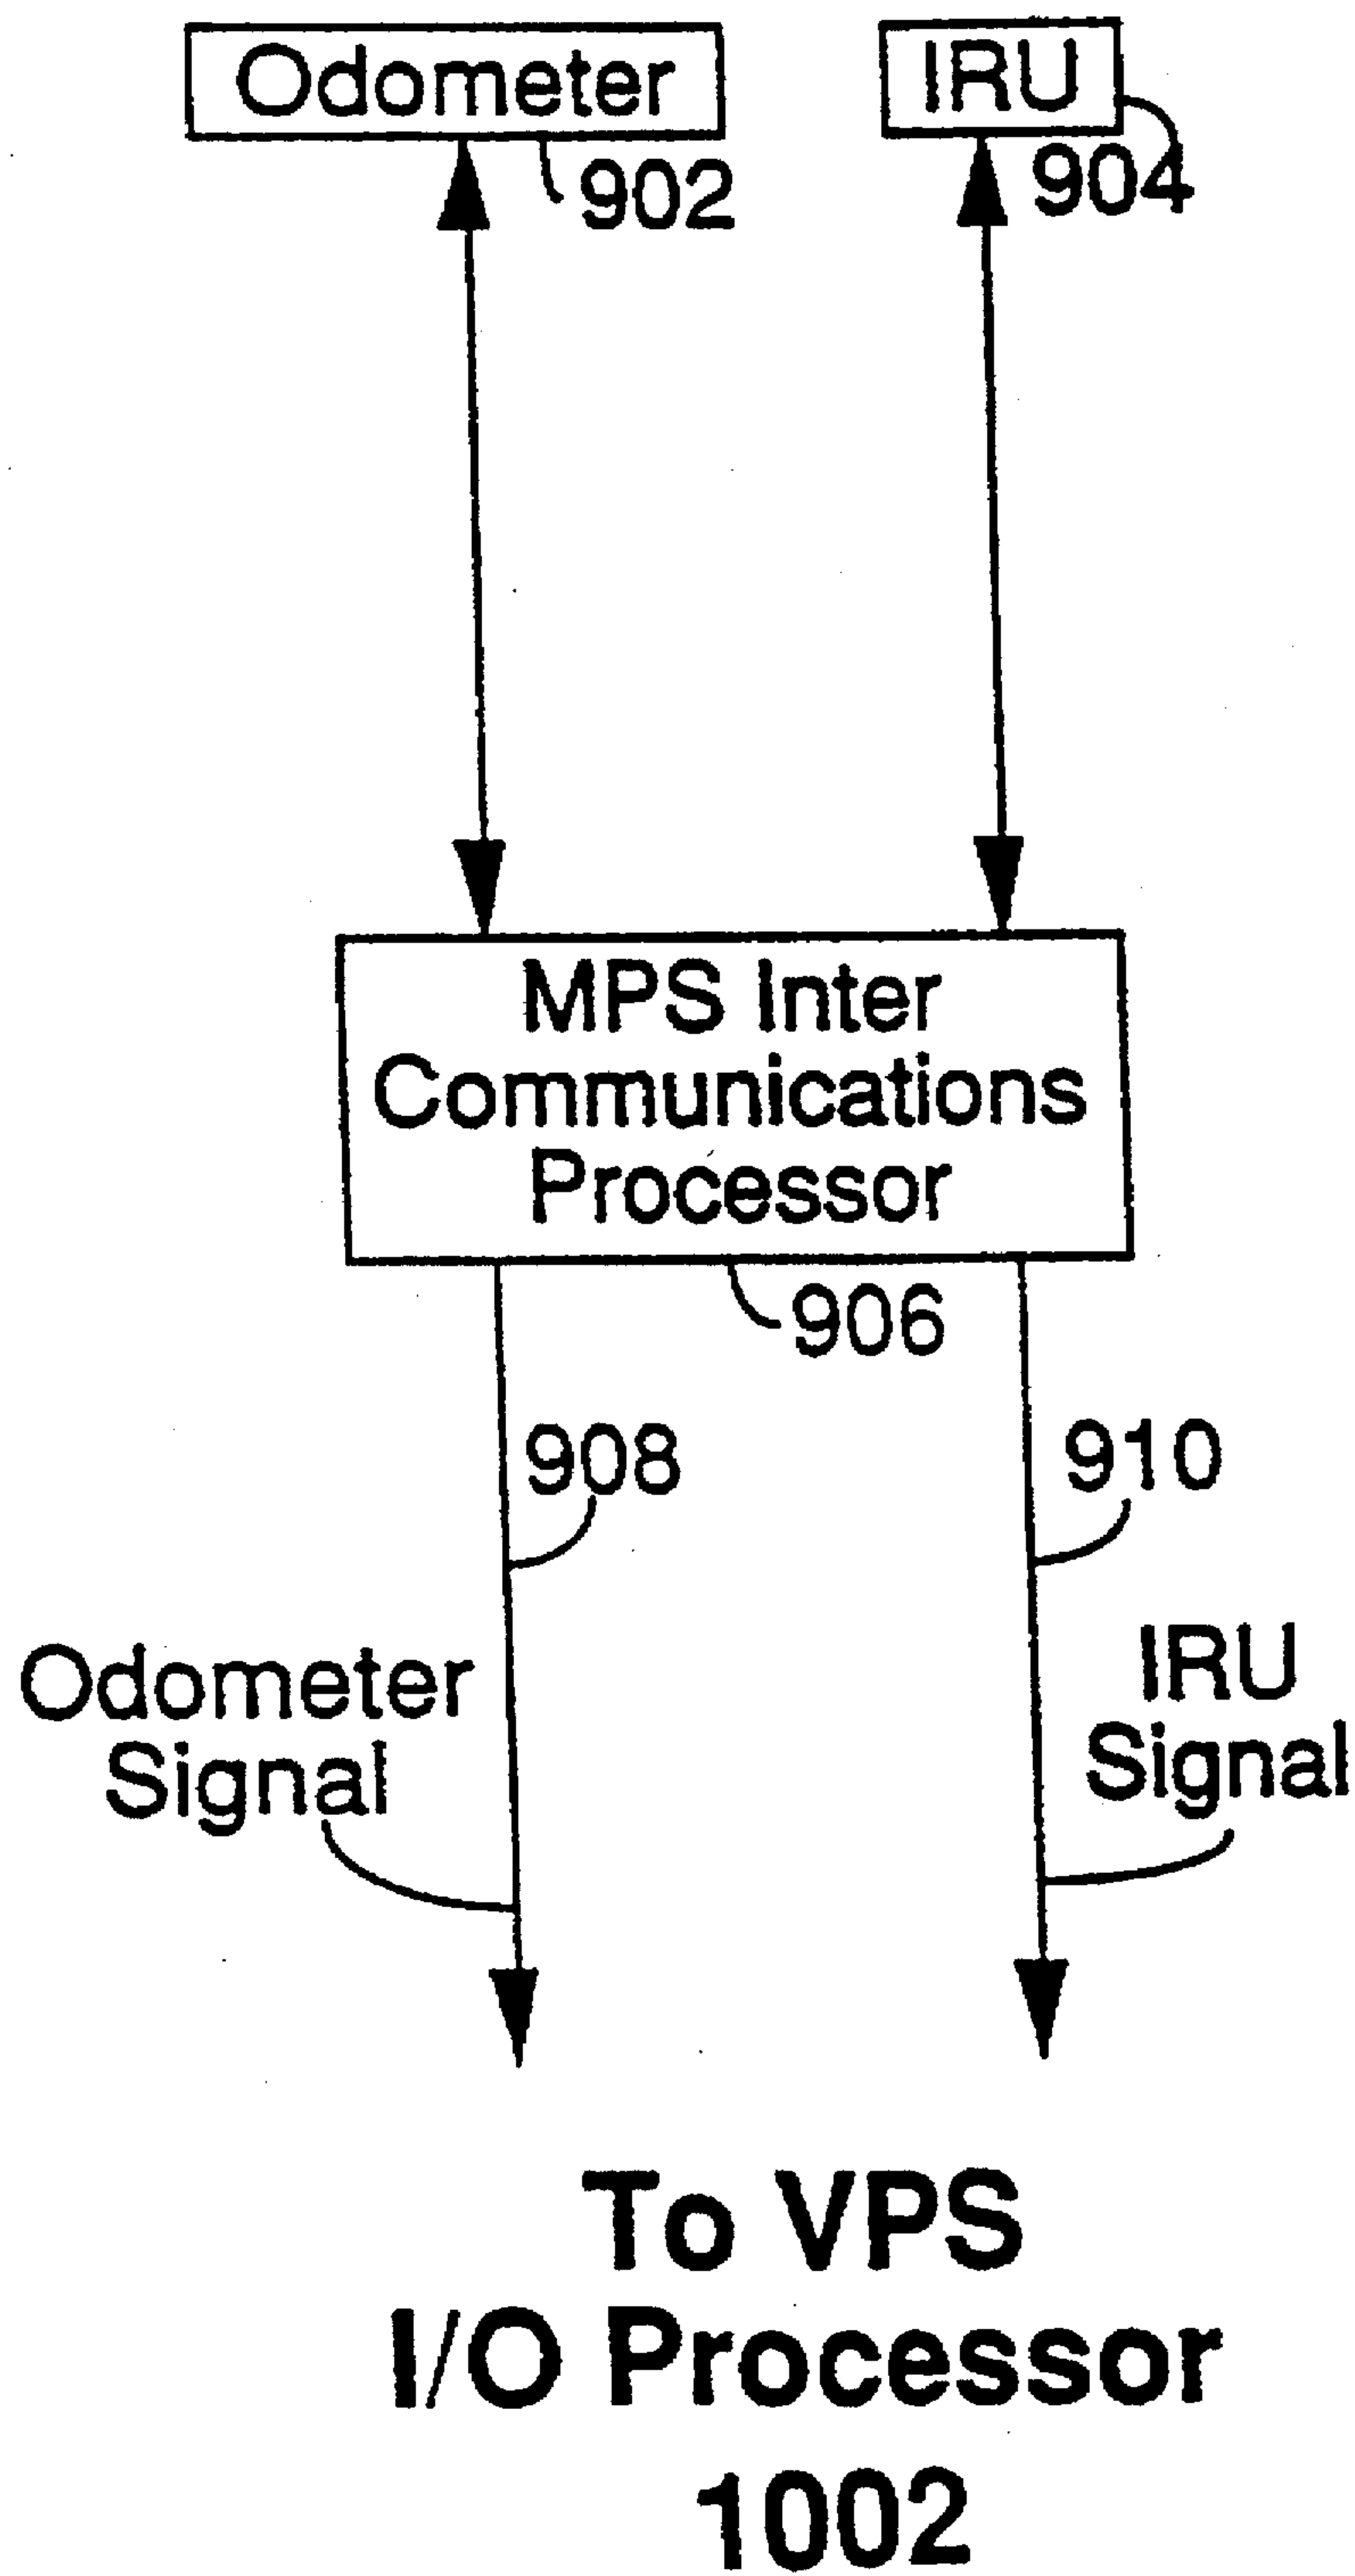 Odometer
IRU
902
904
MPS Inter
Communications
Processor
906
908
910
Odometer
Signal
IRU
Signal
To VPS
I/O Processor
1002